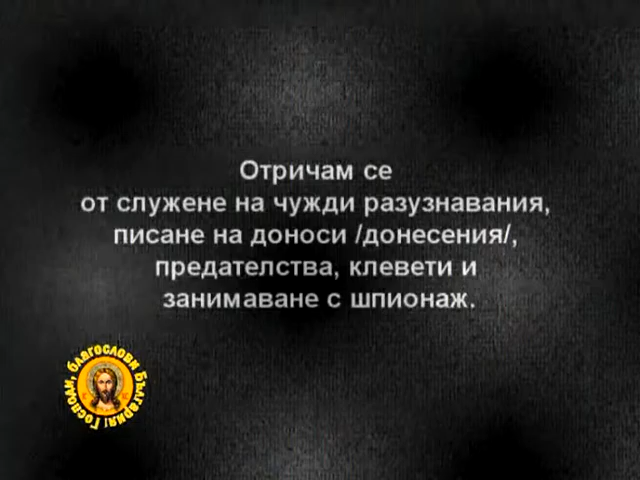 Отричам се
от служене на чужди разузнавания,
писане на доноси /донесения/,
предателства, клевети и
занимаване с шпионаж.
Господи, благослови България!